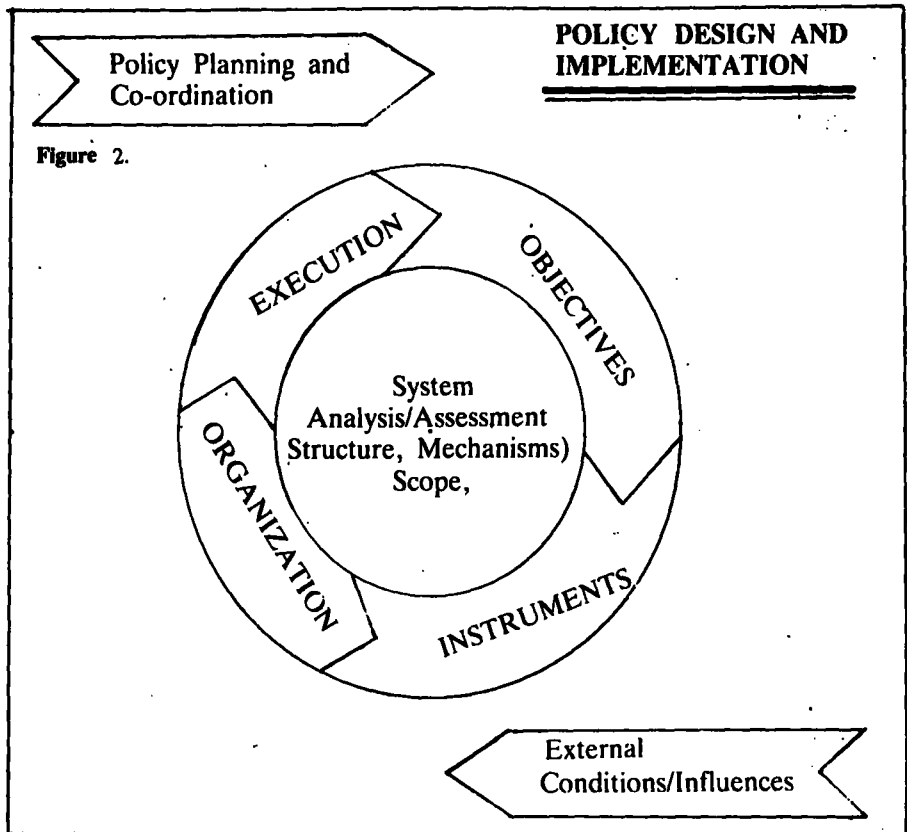 POLICY DESIGN AND
IMPLEMENTATION
Policy Planning and
Co-ordination
Figure 2.
EXECUTION
OBJECTIVES
System
Analysis/Assessment
Structure, Mechanisms)
Scope,
ORGANIZATION
INSTRUMENTS
External
Conditions/Influences